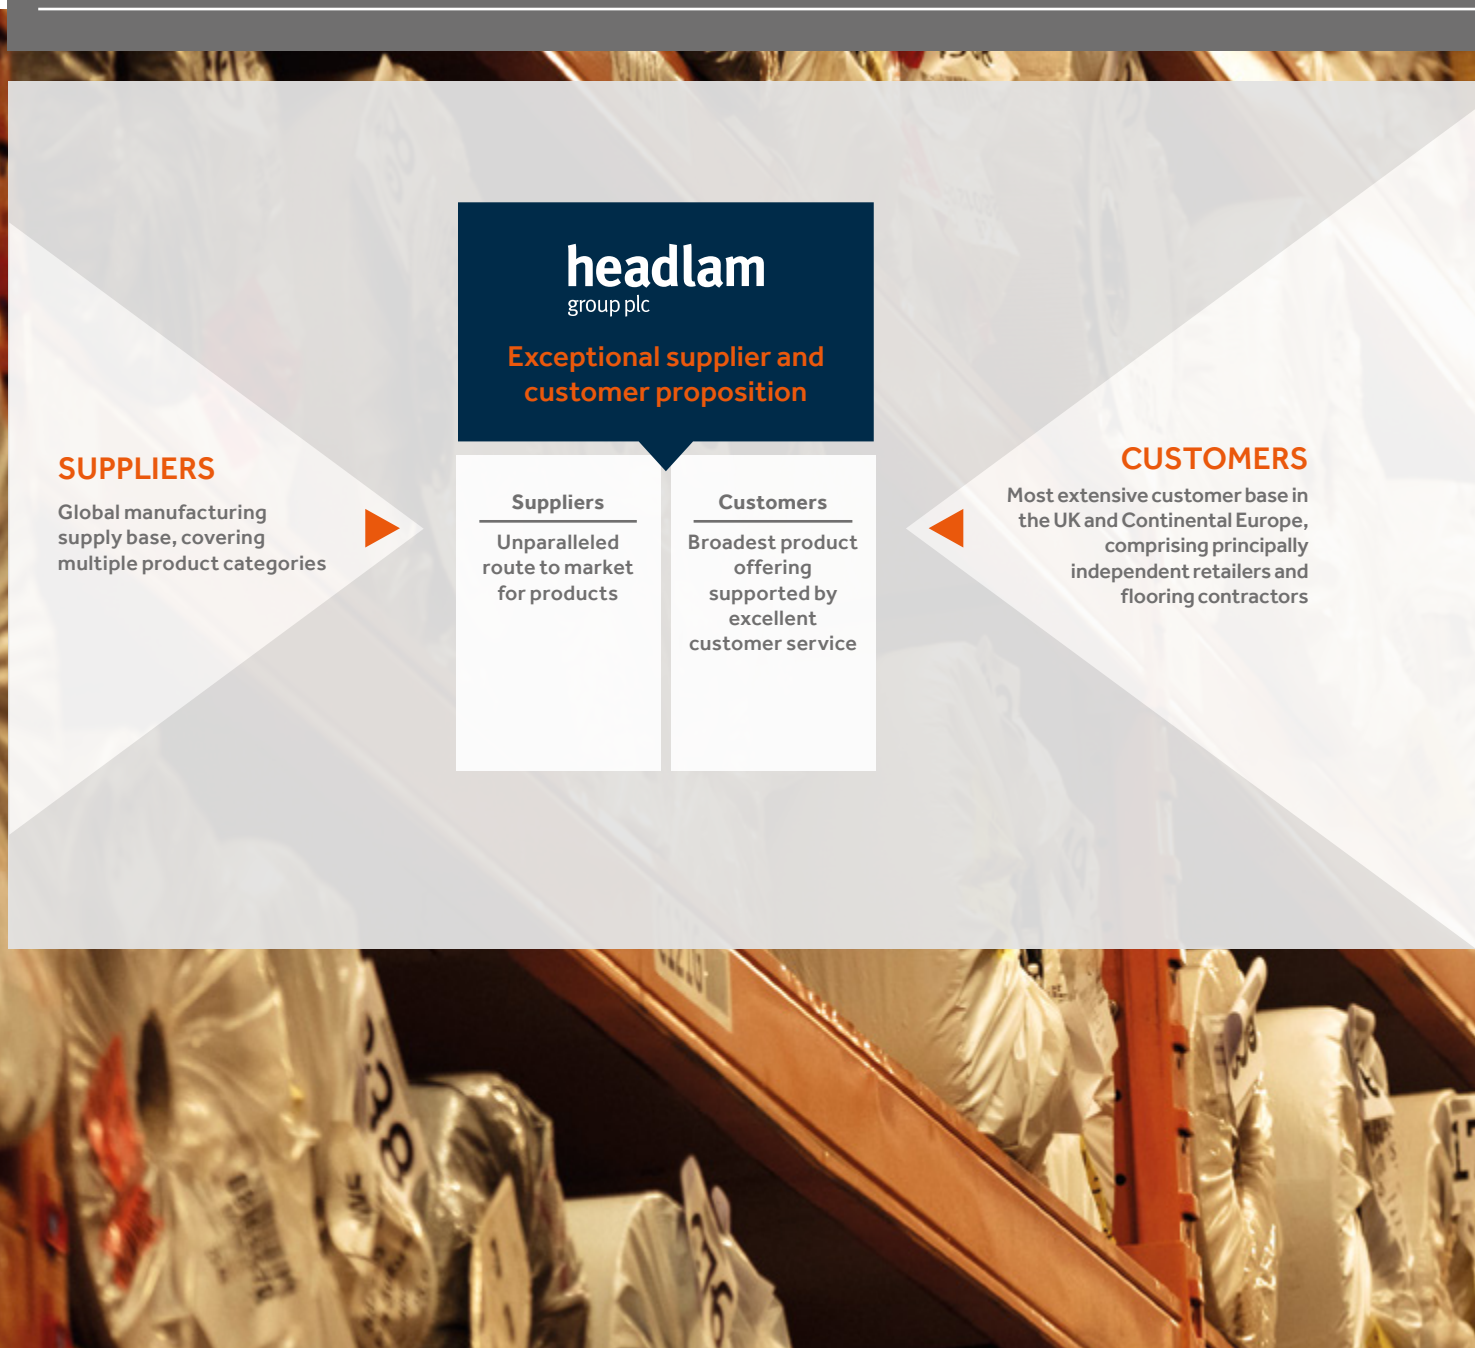 headlam
group plc
Exceptional supplier and
customer proposition
SUPPLIERS
Global manufacturing
supply base, covering
multiple product categories
Suppliers
Unparalleled
route to market
for products
Customers
Broadest product
offering
supported by
excellent
customer service
CUSTOMERS
Most extensive customer base in
the UK and Continental Europe,
comprising principally
independent retailers and
flooring contractors